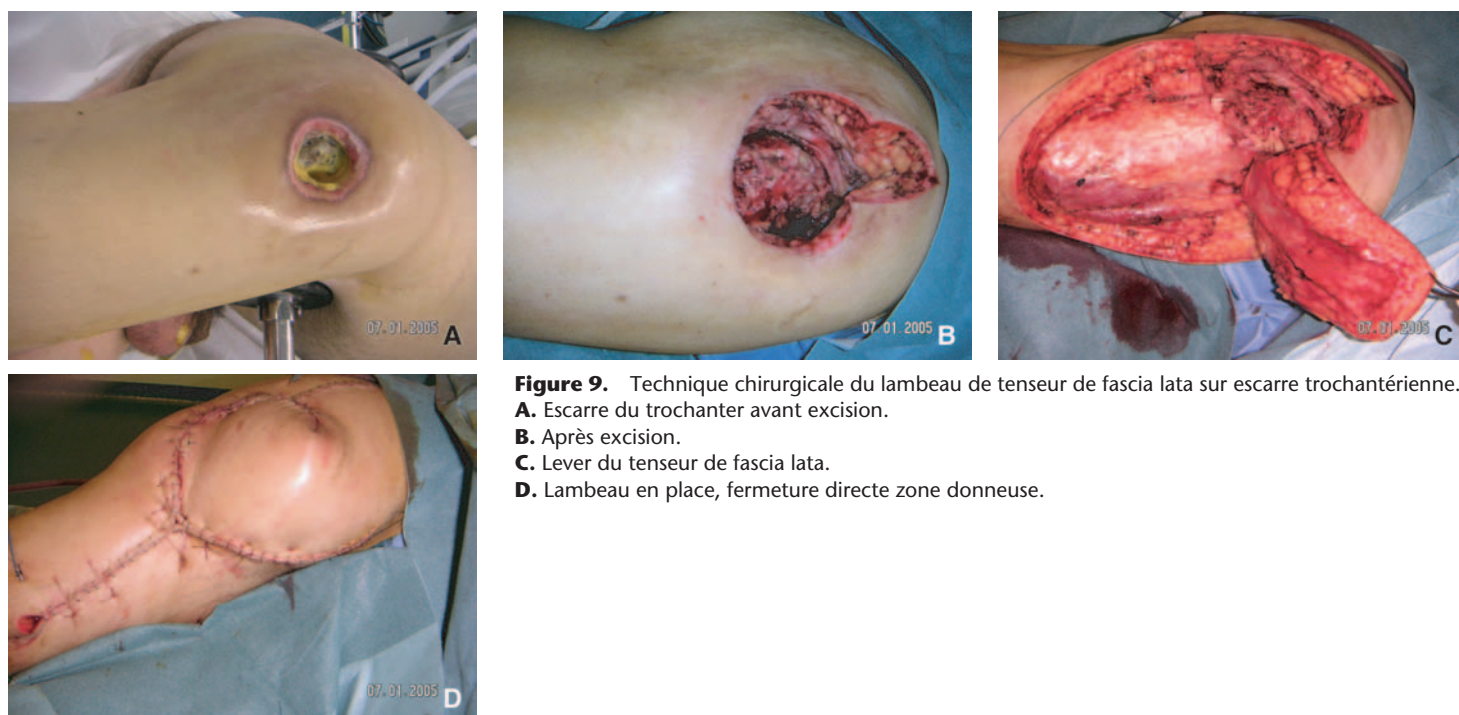 07.01.2005 A
07.01.2005 B
07.01.2005 C
Figure 9. Technique chirurgicale du lambeau de tenseur de fascia lata sur escarre trochantérienne.
A. Escarre du trochanter avant excision.
B. Après excision.
C. Lever du tenseur de fascia lata.
D. Lambeau en place, fermeture directe zone donneuse.
07.01.2005 D